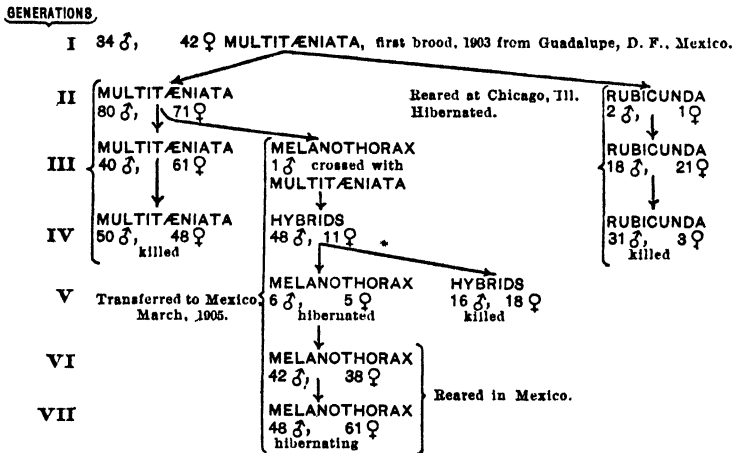 GENERATIONS
I 34 ♂, 42 ♀ MULTITÆNIATA, first brood, 1903 from Guadalupe, D. F., Mexico.
II MULTITÆNIATA Reared at Chicago, Ill. RUBICUNDA
80 ♂, 71 ♀ Hibernated. 2 ♂, 1 ♀
III MULTITÆNIATA MELANOTHORAX RUBICUNDA
40 ♂, 61 ♀ 1 ♂ crossed with 18 ♂, 21 ♀
MULTITÆNIATA
IV MULTITÆNIATA HYBRIDS RUBICUNDA
50 ♂, 48 ♀ 48 ♂, 11 ♀ * 31 ♂, 3 ♀
killed killed
V MELANOTHORAX HYBRIDS
Transferred to Mexico 6 ♂, 5 ♀ 16 ♂, 18 ♀
March, 1905. hibernated killed
VI MELANOTHORAX
42 ♂, 38 ♀ Reared in Mexico.
VII MELANOTHORAX
48 ♂, 61 ♀
hibernating